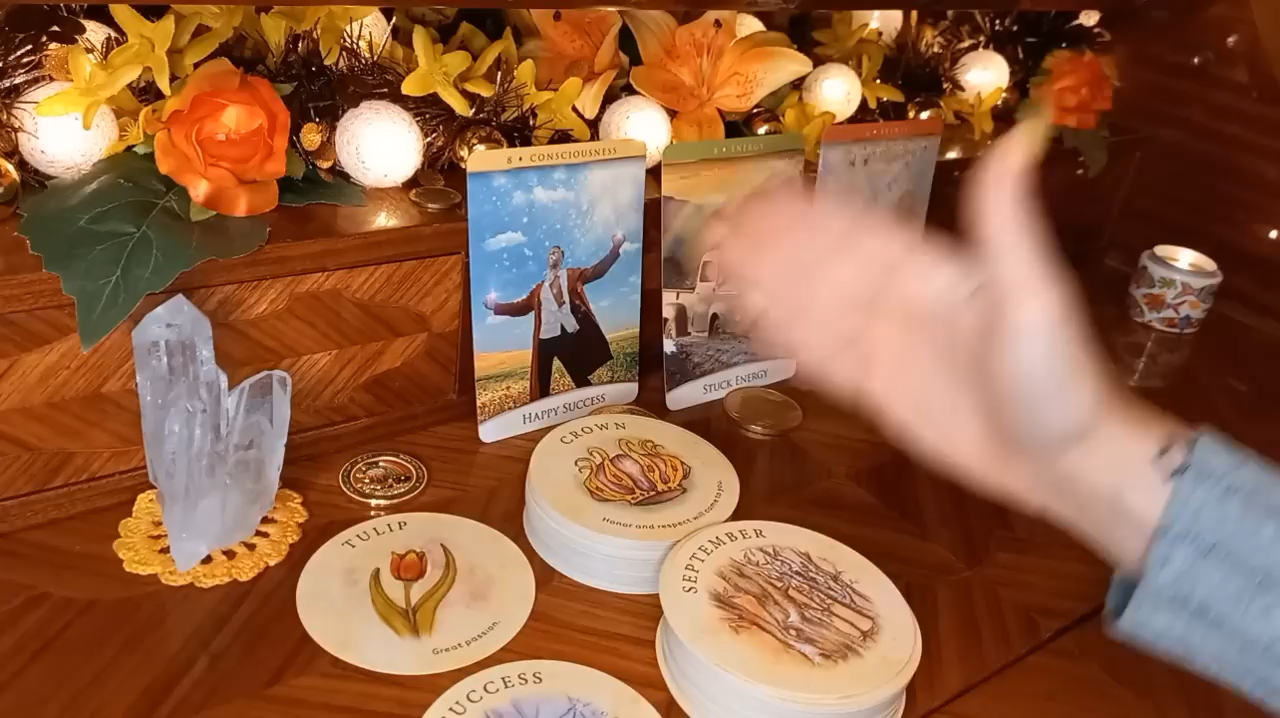 8 ♦ CONSCIOUSNESS
HAPPY SUCCESS
8 ♦ ENERGY
STUCK ENERGY
CROWN
Honor and respect will come to you.
TULIP
Great passion.
SEPTEMBER
SUCCESS